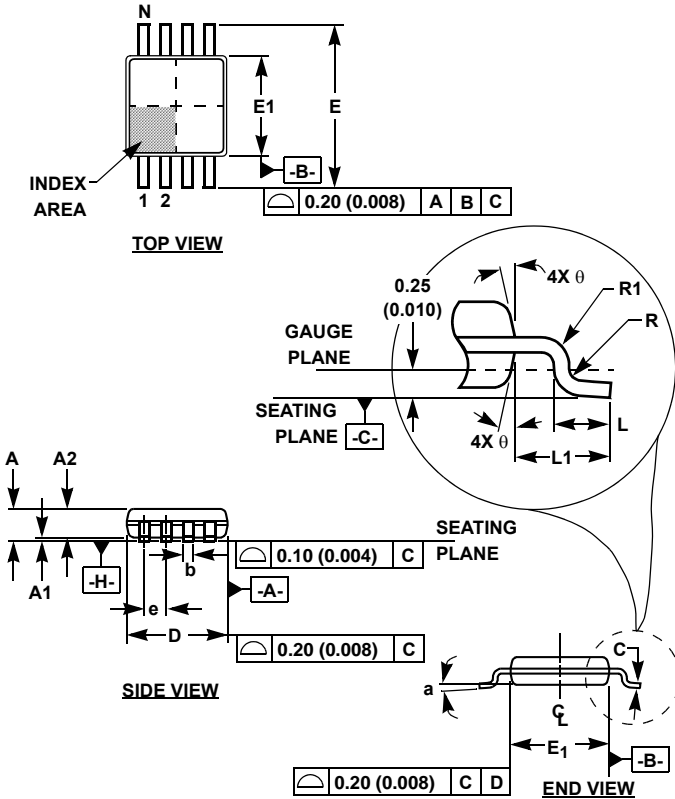 N
E1
E
-B-
INDEX
AREA
1 2
0.20 (0.008) A B C
TOP VIEW
0.25
(0.010)
4X θ
R1
R
GAUGE
PLANE
SEATING
PLANE -C-
4X θ
L
L1
A A2
SEATING
PLANE
0.10 (0.004) C
-H-
b
A1
-A-
e
D
0.20 (0.008) C
SIDE VIEW
C
a
CL
E1
-B-
0.20 (0.008) C D
END VIEW